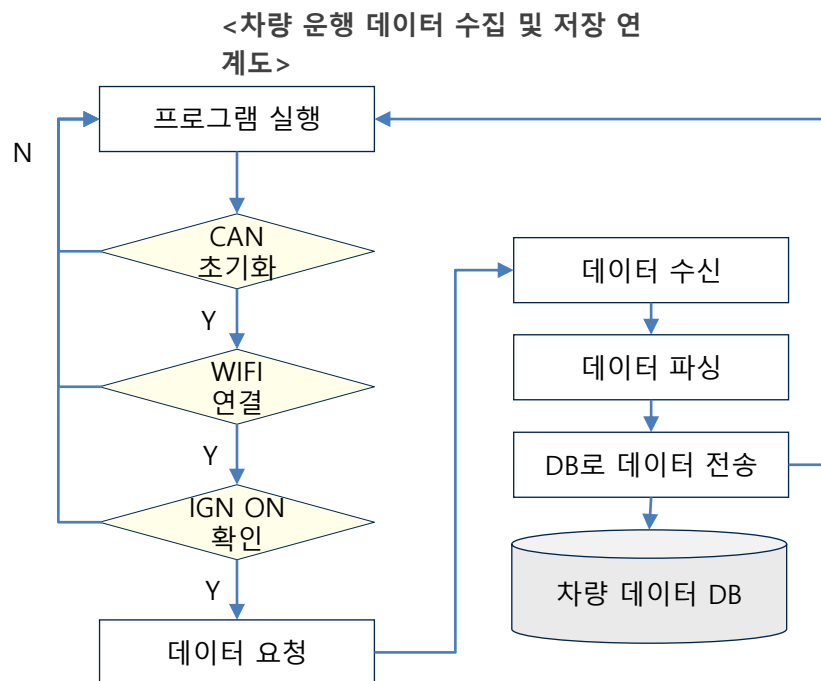 <차량 운행 데이터 수집 및 저장 연
계도>
프로그램 실행
N
CAN
초기화
Y
WIFI
연결
Y
IGN ON
확인
Y
데이터 요청
데이터 수신
데이터 파싱
DB로 데이터 전송
차량 데이터 DB